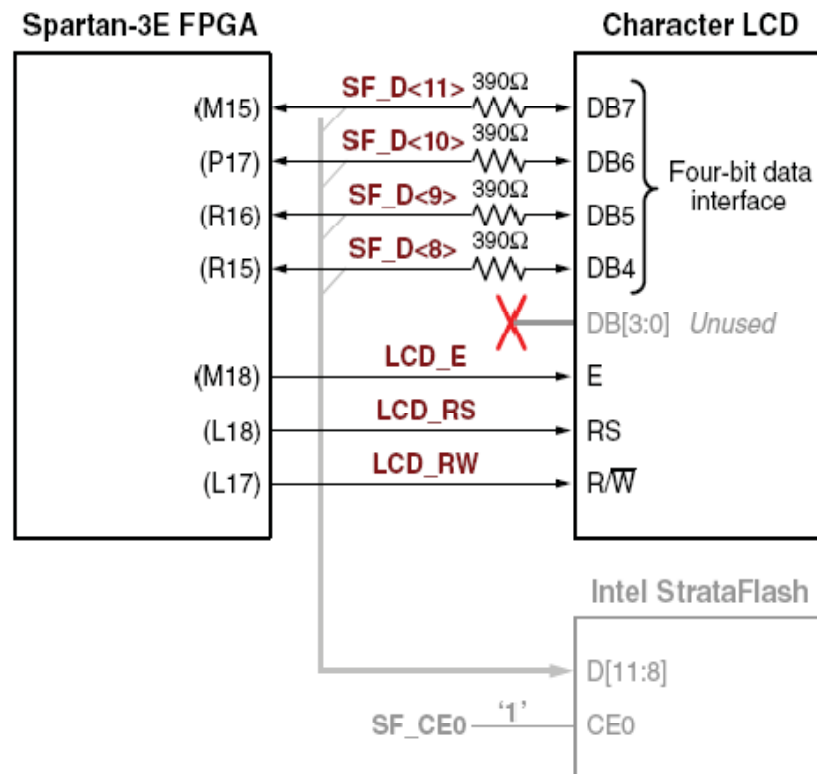 Spartan-3E FPGA Character LCD
(M15) SF_D<11> 390Ω DB7
(P17) SF_D<10> 390Ω DB6
(R16) SF_D<9> 390Ω DB5
(R15) SF_D<8> 390Ω DB4
Four-bit data
interface
DB[3:0] Unused
(M18) LCD_E E
(L18) LCD_RS RS
(L17) LCD_RW R/W̅
Intel StrataFlash
D[11:8]
SF_CE0 ‘1’ CE0